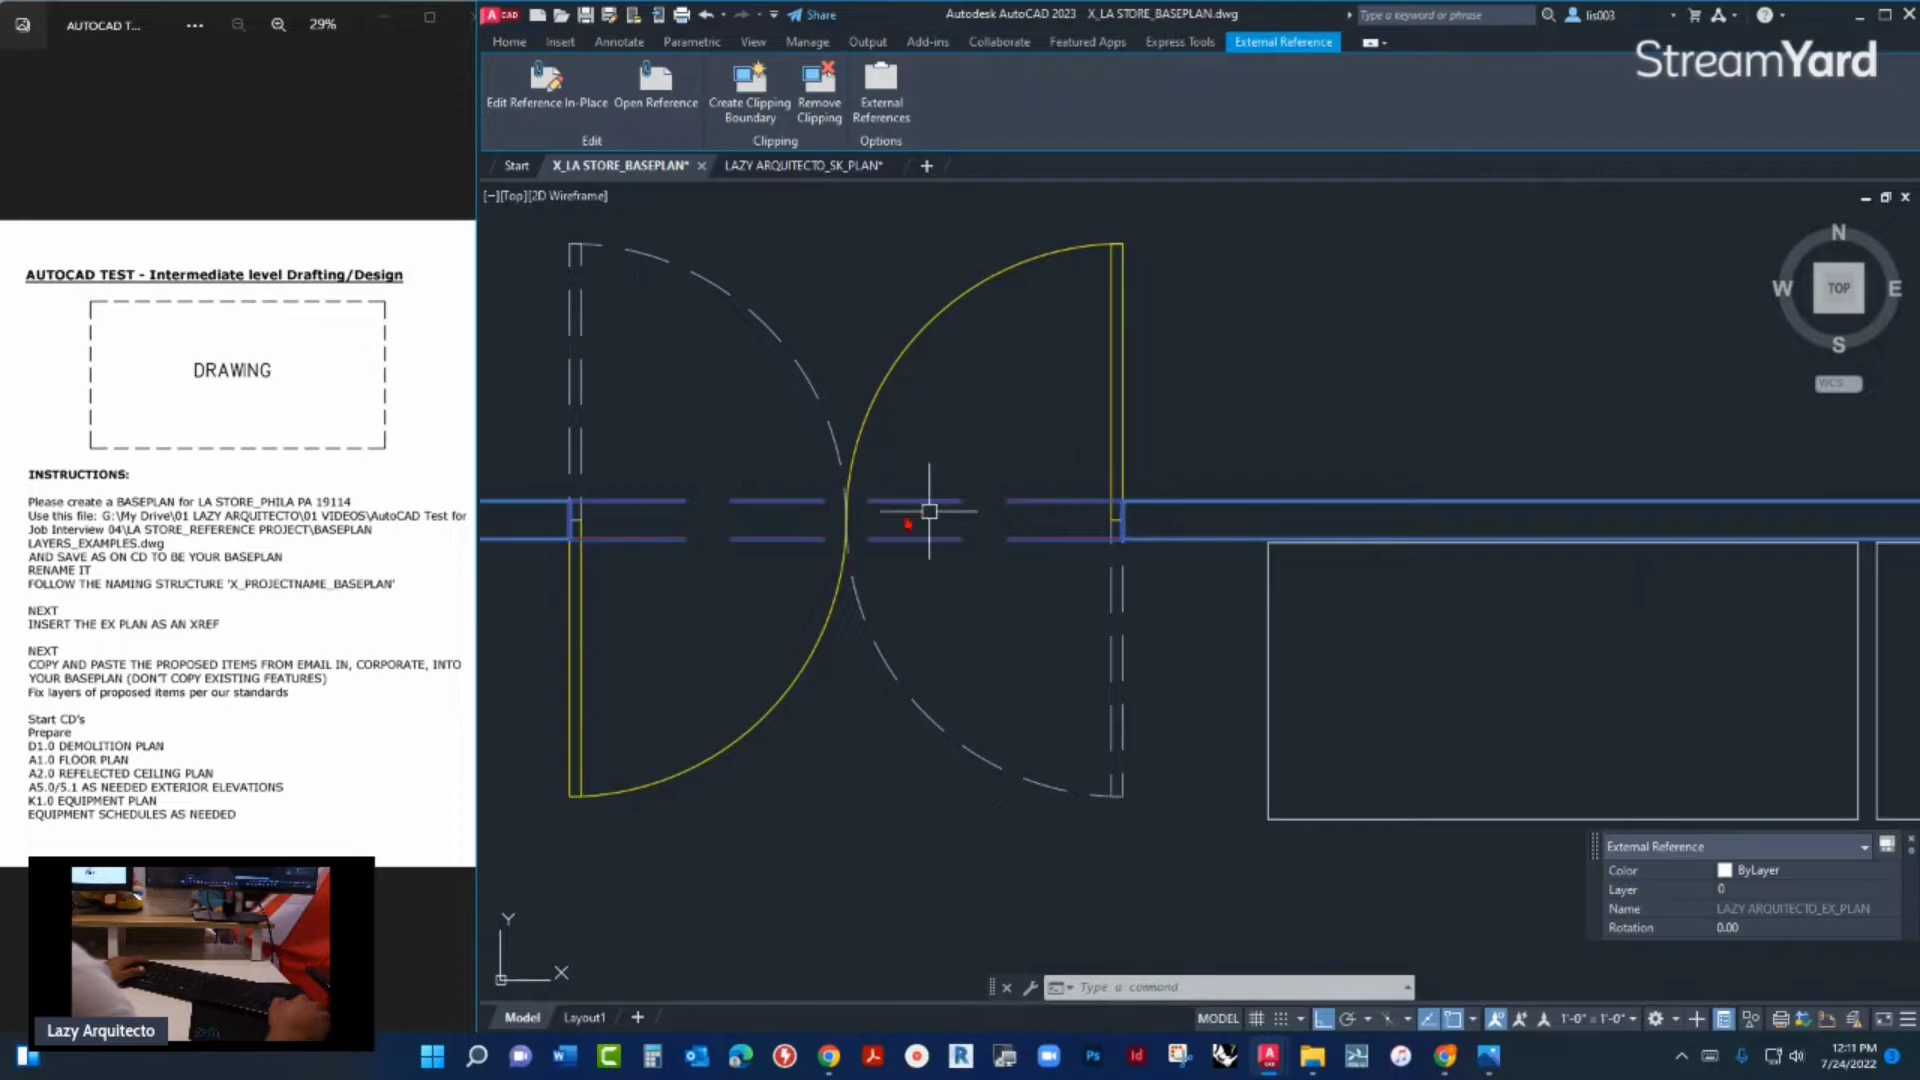 AUTOCAD T...
29%
CAD
Share
Autodesk AutoCAD 2023
X_LA STORE_BASEPLAN.dwg
Type a keyword or phrase
lis003
Home
Insert
Annotate
Parametric
View
Manage
Output
Add-ins
Collaborate
Featured Apps
Express Tools
External Reference
StreamYard
Edit Reference In-Place
Open Reference
Create Clipping
Boundary
Remove
Clipping
External
References
Edit
Clipping
Options
Start
X_LA STORE_BASEPLAN*
LAZY ARQUITECTO_SK_PLAN*
[−][Top][2D Wireframe]
N
W
TOP
E
S
WCS
AUTOCAD TEST - Intermediate level Drafting/Design
DRAWING
INSTRUCTIONS:
Please create a BASEPLAN for LA STORE_PHILA PA 19114
Use this file: G:\My Drive\01 LAZY ARQUITECTO\01 VIDEOS\AutoCAD Test for
Job Interview 04\LA STORE_REFERENCE PROJECT\BASEPLAN
LAYERS_EXAMPLES.dwg
AND SAVE AS ON CD TO BE YOUR BASEPLAN
RENAME IT
FOLLOW THE NAMING STRUCTURE 'X_PROJECTNAME_BASEPLAN'
NEXT
INSERT THE EX PLAN AS AN XREF
NEXT
COPY AND PASTE THE PROPOSED ITEMS FROM EMAIL IN, CORPORATE, INTO
YOUR BASEPLAN (DON'T COPY EXISTING FEATURES)
Fix layers of proposed items per our standards
Start CD's
Prepare
D1.0 DEMOLITION PLAN
A1.0 FLOOR PLAN
A2.0 REFELECTED CEILING PLAN
A5.0/5.1 AS NEEDED EXTERIOR ELEVATIONS
K1.0 EQUIPMENT PLAN
EQUIPMENT SCHEDULES AS NEEDED
External Reference
Color
ByLayer
Layer
0
Name
LAZY ARQUITECTO_EX_PLAN
Rotation
0.00
Y
X
Type a command
Lazy Arquitecto
Model
Layout1
MODEL
1'-0" = 1'-0"
12:11 PM
7/24/2022